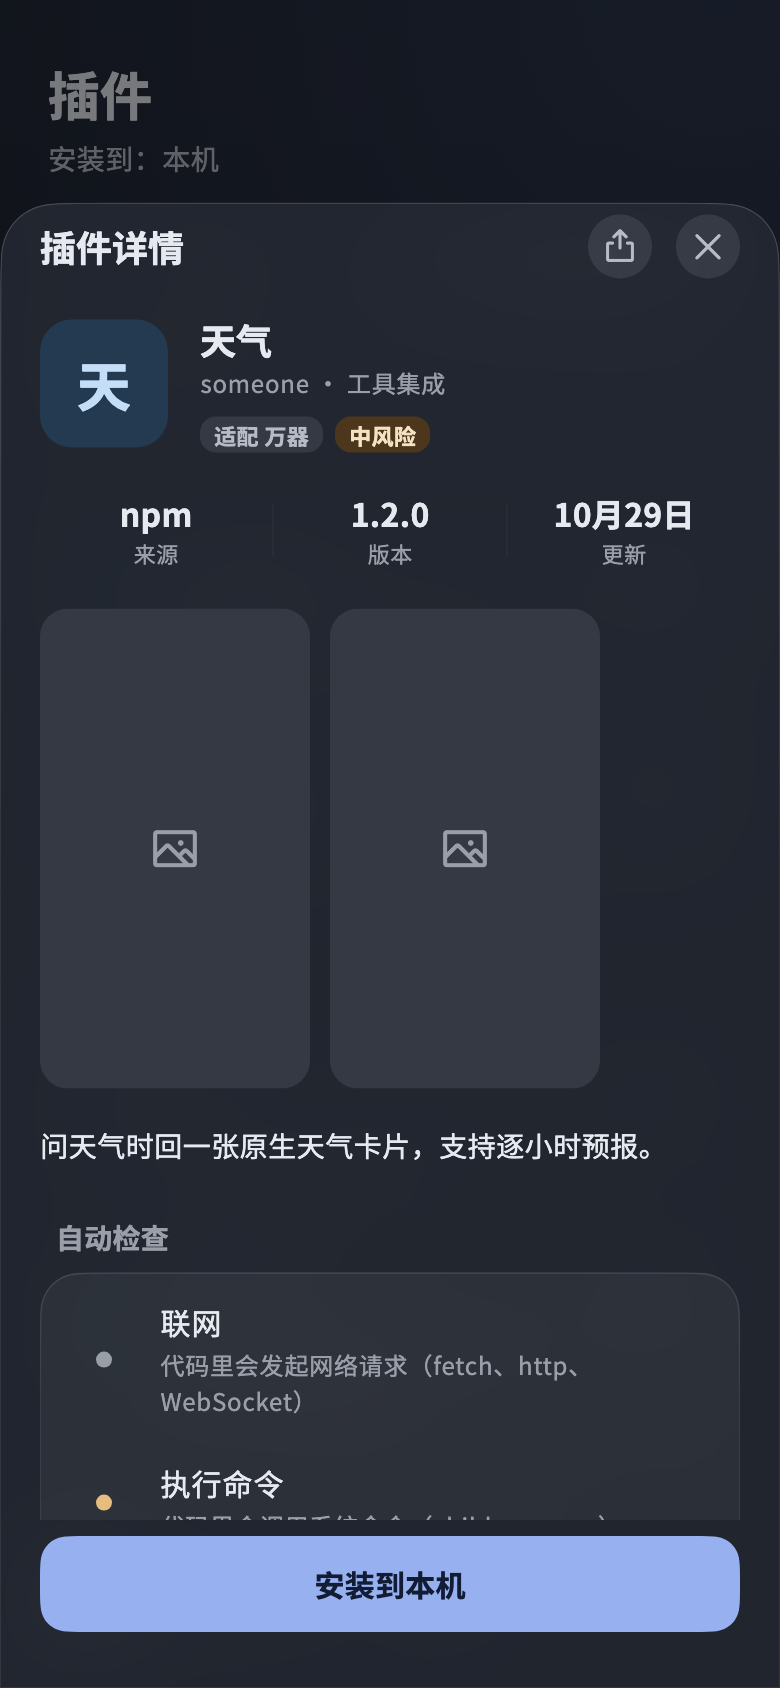 插件
安装到：本机
插件详情
天
天气
someone · 工具集成
适配 万器
中风险
npm
来源
1.2.0
版本
10月29日
更新
问天气时回一张原生天气卡片，支持逐小时预报。
自动检查
联网
代码里会发起网络请求（fetch、http、
WebSocket）
执行命令
安装到本机